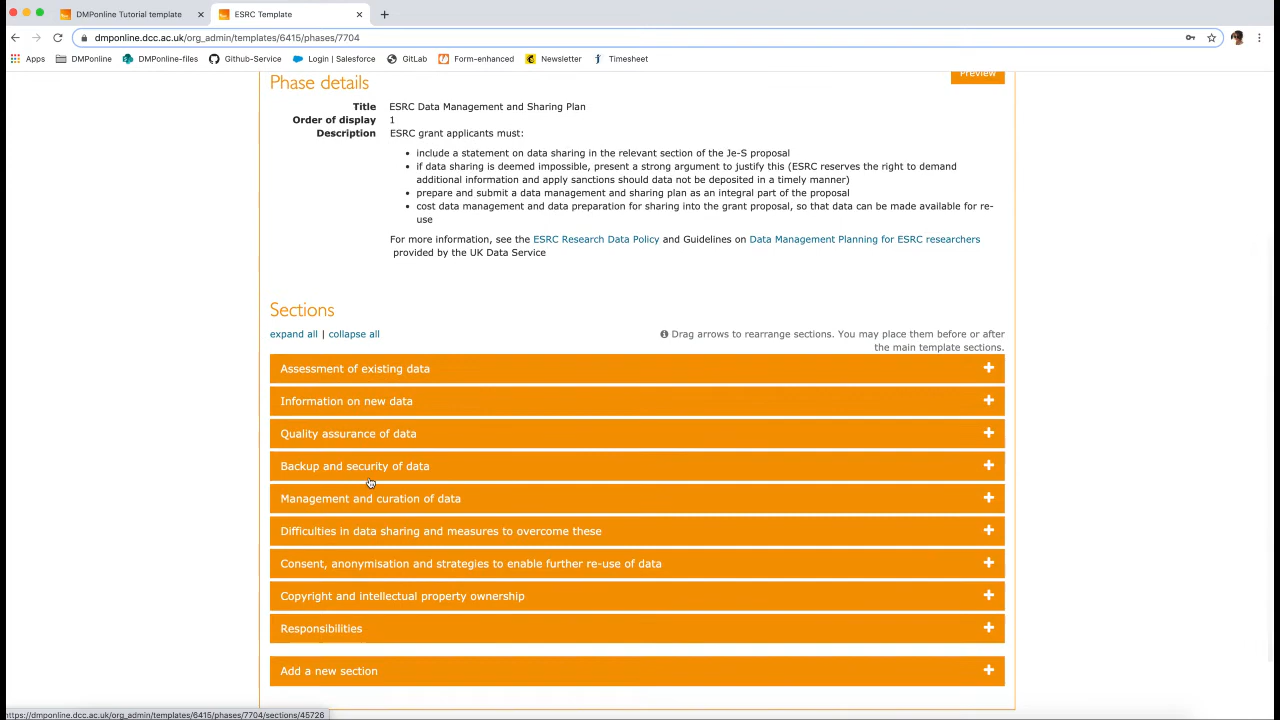 DMPonline Tutorial template
ESRC Template
dmponline.dcc.ac.uk/org_admin/templates/6415/phases/7704
Apps DMPonline DMPonline-files Github-Service Login | Salesforce GitLab Form-enhanced Newsletter Timesheet
Phase details
Preview
Title ESRC Data Management and Sharing Plan
Order of display 1
Description ESRC grant applicants must:
• include a statement on data sharing in the relevant section of the Je-S proposal
• if data sharing is deemed impossible, present a strong argument to justify this (ESRC reserves the right to demand
additional information and apply sanctions should data not be deposited in a timely manner)
• prepare and submit a data management and sharing plan as an integral part of the proposal
• cost data management and data preparation for sharing into the grant proposal, so that data can be made available for re-
use
For more information, see the ESRC Research Data Policy and Guidelines on Data Management Planning for ESRC researchers
provided by the UK Data Service
Sections
expand all | collapse all
Drag arrows to rearrange sections. You may place them before or after
the main template sections.
Assessment of existing data
Information on new data
Quality assurance of data
Backup and security of data
Management and curation of data
Difficulties in data sharing and measures to overcome these
Consent, anonymisation and strategies to enable further re-use of data
Copyright and intellectual property ownership
Responsibilities
Add a new section
https://dmponline.dcc.ac.uk/org_admin/templates/6415/phases/7704/sections/45726